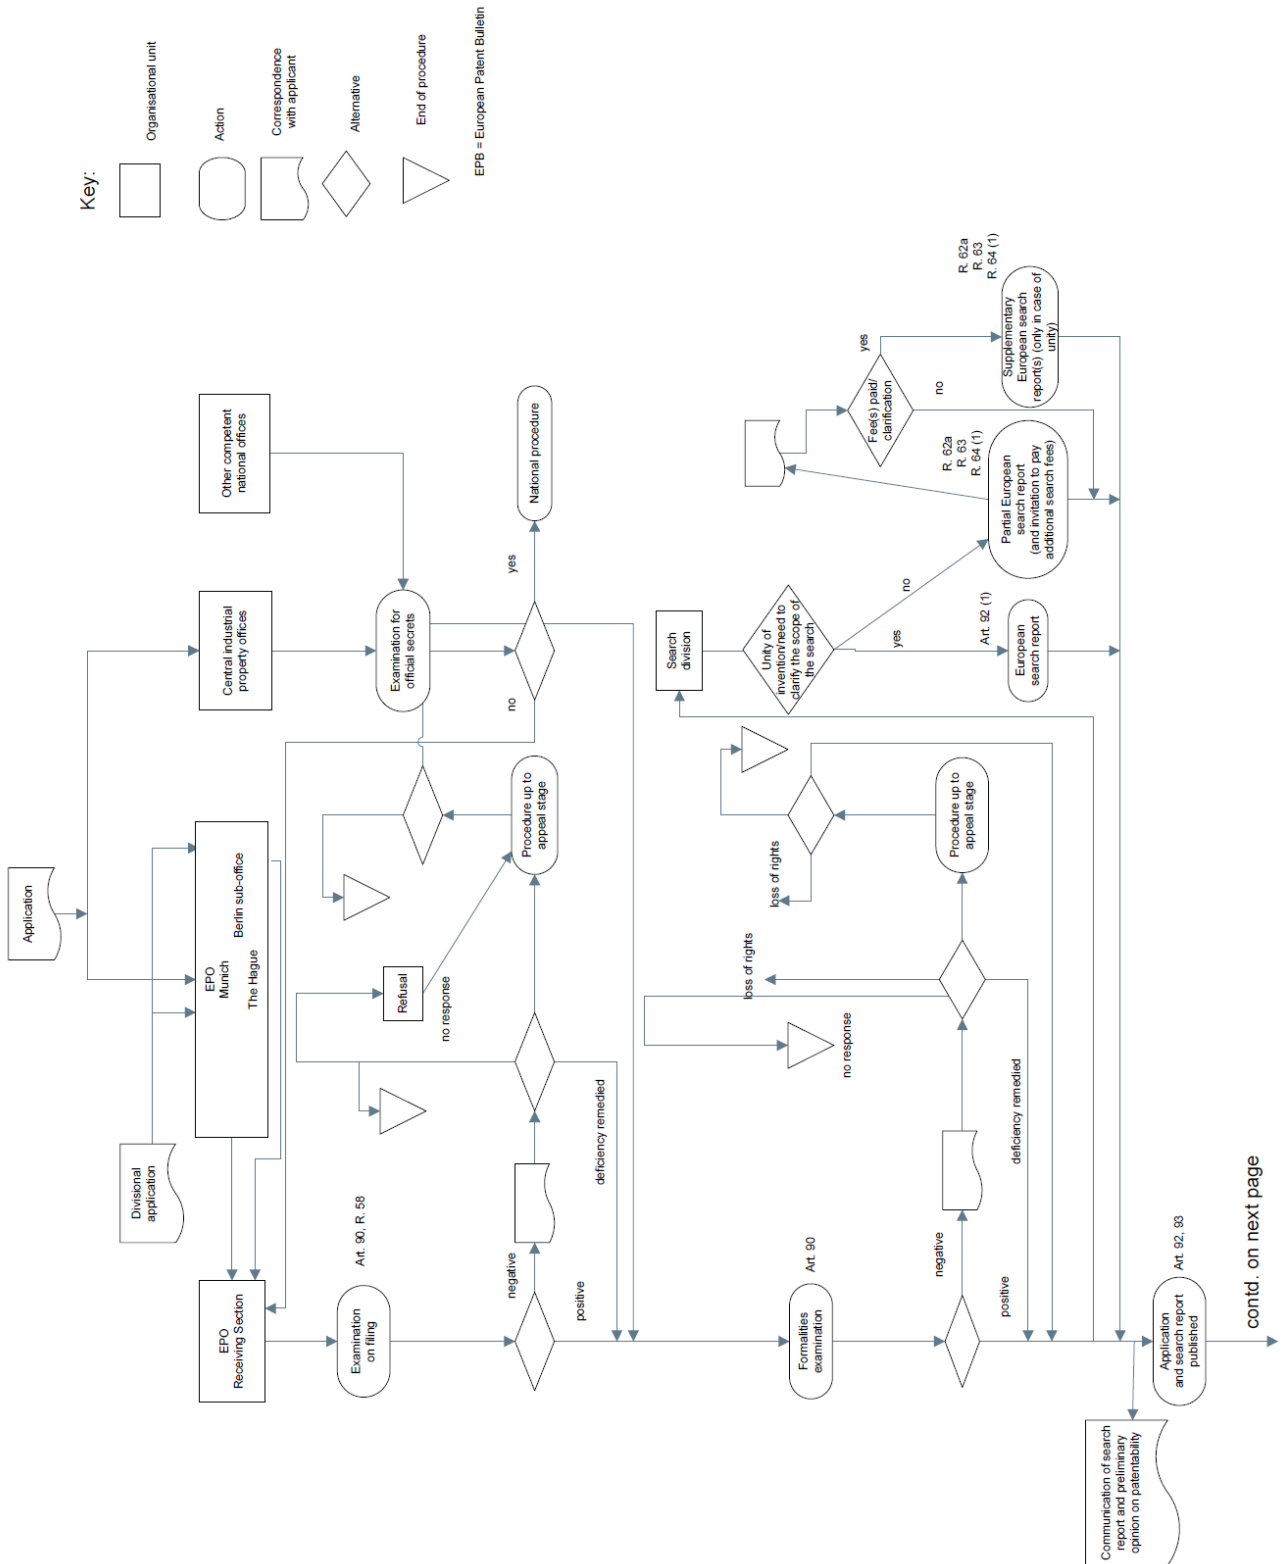 Key:
Organisational unit
Action
Correspondence
with applicant
Alternative
End of procedure
EPB = European Patent Bulletin
Application
Divisional
application
EPO
Munich
Berlin sub-office
The Hague
Central industrial
property offices
Other competent
national offices
EPO
Receiving Section
Examination for
official secrets
Examination
on filing
Art. 90, R. 58
Refusal
no response
no
yes
National procedure
negative
positive
deficiency remedied
Procedure up to
appeal stage
Search
division
Unity of
invention/need to
clarify the scope of
the search
no
yes
Fee(s) paid/
clarification
yes
no
R. 62a
R. 63
R. 64 (1)
Supplementary
European search
report(s) (only in case of
unity)
R. 62a
R. 63
R. 64 (1)
Partial European
search report
(and invitation to pay
additional search fees)
Art. 92 (1)
European
search report
Formalities
examination
Art. 90
no response
loss of rights
loss of rights
negative
positive
deficiency remedied
Procedure up to
appeal stage
Communication of search
report and preliminary
opinion on patentability
Application
and search report
published
Art. 92, 93
contd. on next page